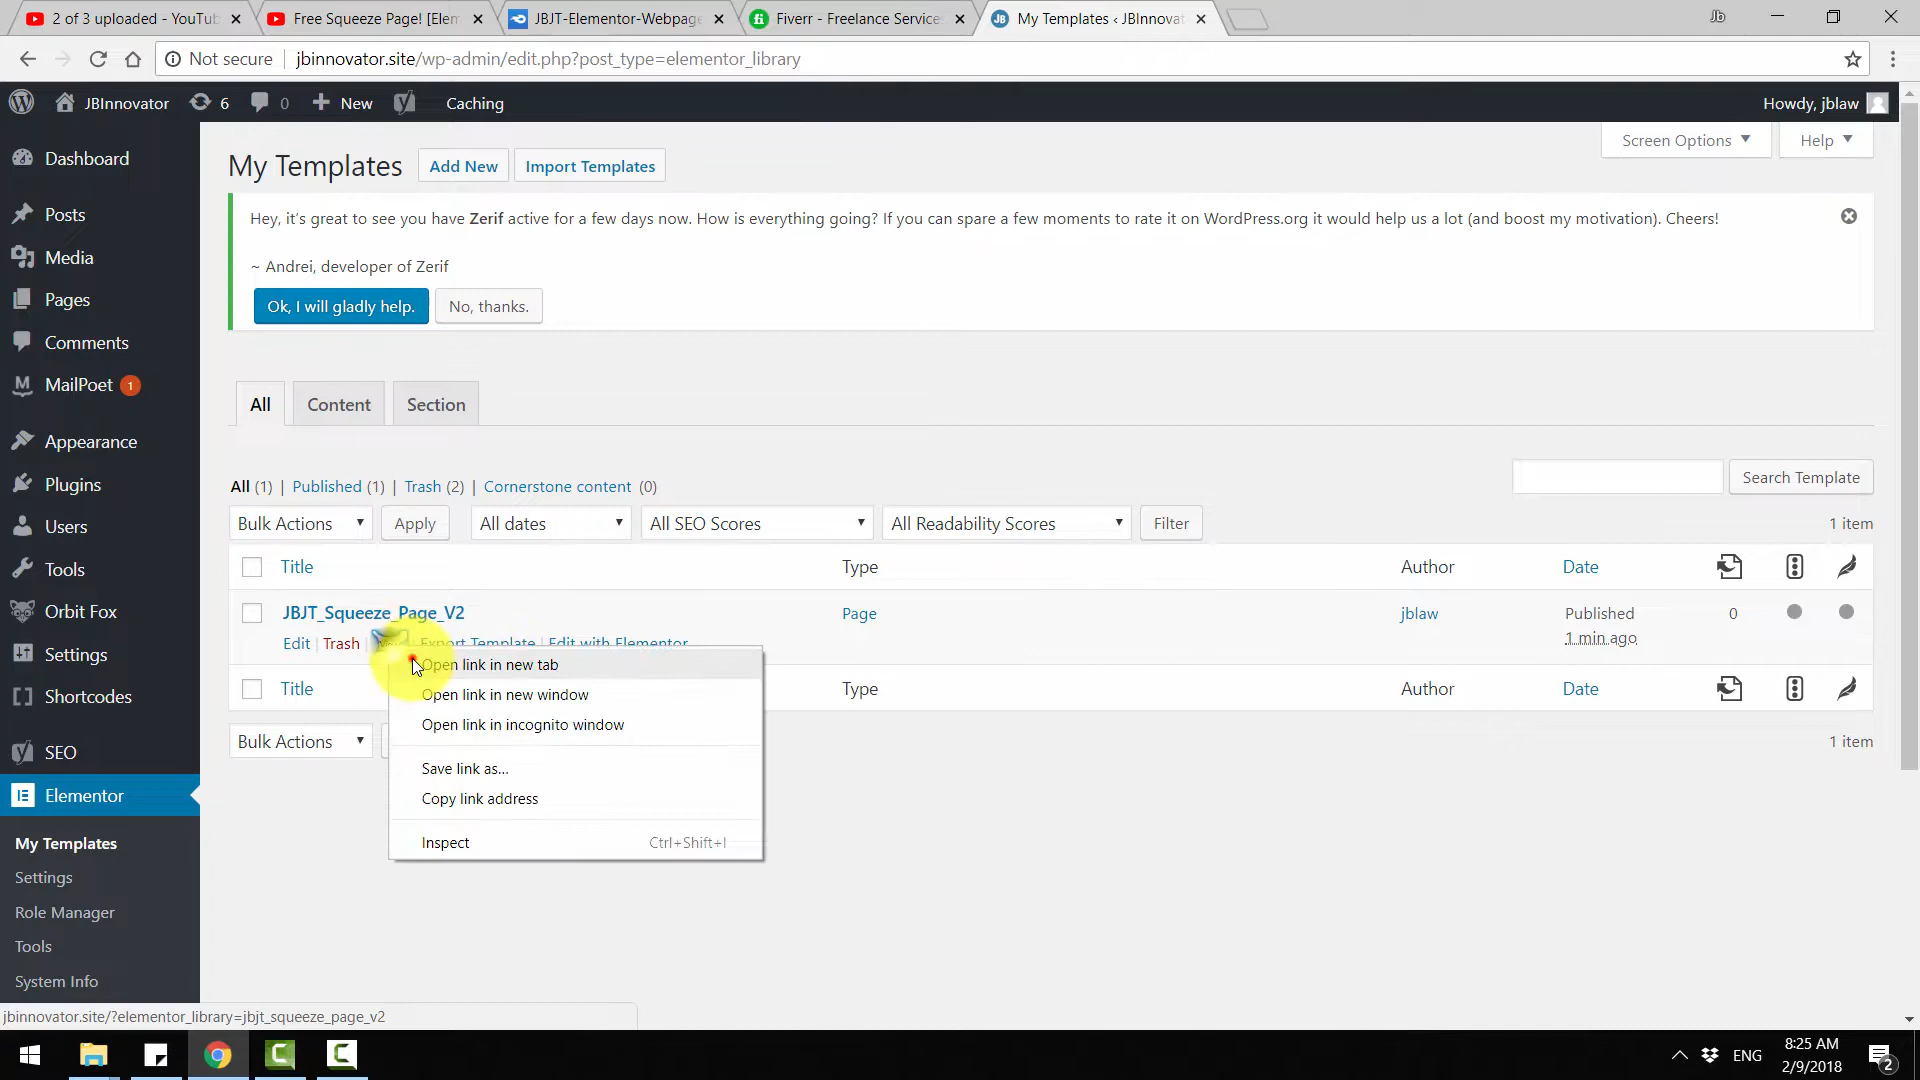 2 of 3 uploaded - YouTub
Free Squeeze Page! [Elem
JBJT-Elementor-Webpage
Fiverr - Freelance Services
My Templates ‹ JBInnovat
Jb
Not secure
jbinnovator.site/wp-admin/edit.php?post_type=elementor_library
JBInnovator
6
0
New
Caching
Howdy, jblaw
Dashboard
Posts
Media
Pages
Comments
MailPoet 1
Appearance
Plugins
Users
Tools
Orbit Fox
Settings
Shortcodes
SEO
Elementor
My Templates
Settings
Role Manager
Tools
System Info
Screen Options
Help
My Templates
Add New
Import Templates
Hey, it's great to see you have Zerif active for a few days now. How is everything going? If you can spare a few moments to rate it on WordPress.org it would help us a lot (and boost my motivation). Cheers!
~ Andrei, developer of Zerif
Ok, I will gladly help.
No, thanks.
All
Content
Section
All (1) | Published (1) | Trash (2) | Cornerstone content (0)
Search Template
Bulk Actions
Apply
All dates
All SEO Scores
All Readability Scores
Filter
1 item
Title
Type
Author
Date
JBJT_Squeeze_Page_V2
Page
jblaw
Published
1 min ago
0
Edit | Trash | Export Template | Edit with Elementor
Title
Type
Author
Date
Bulk Actions
1 item
Open link in new tab
Open link in new window
Open link in incognito window
Save link as...
Copy link address
Inspect
Ctrl+Shift+I
jbinnovator.site/?elementor_library=jbjt_squeeze_page_v2
ENG
8:25 AM
2/9/2018
2